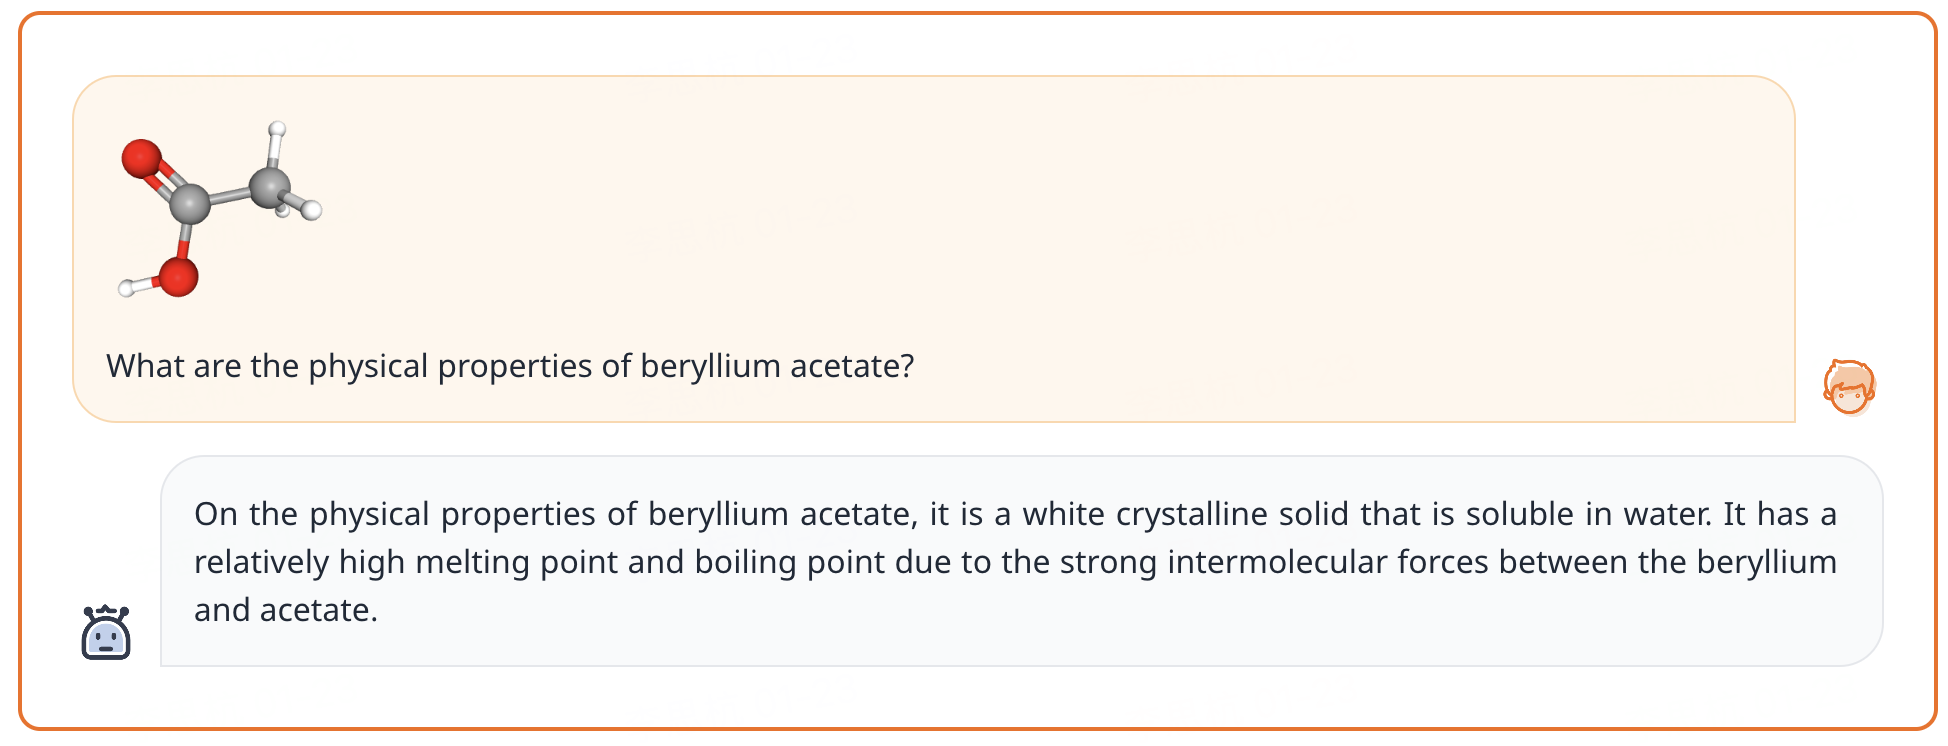 What are the physical properties of beryllium acetate?
On the physical properties of beryllium acetate, it is a white crystalline solid that is soluble in water. It has a
relatively high melting point and boiling point due to the strong intermolecular forces between the beryllium
and acetate.